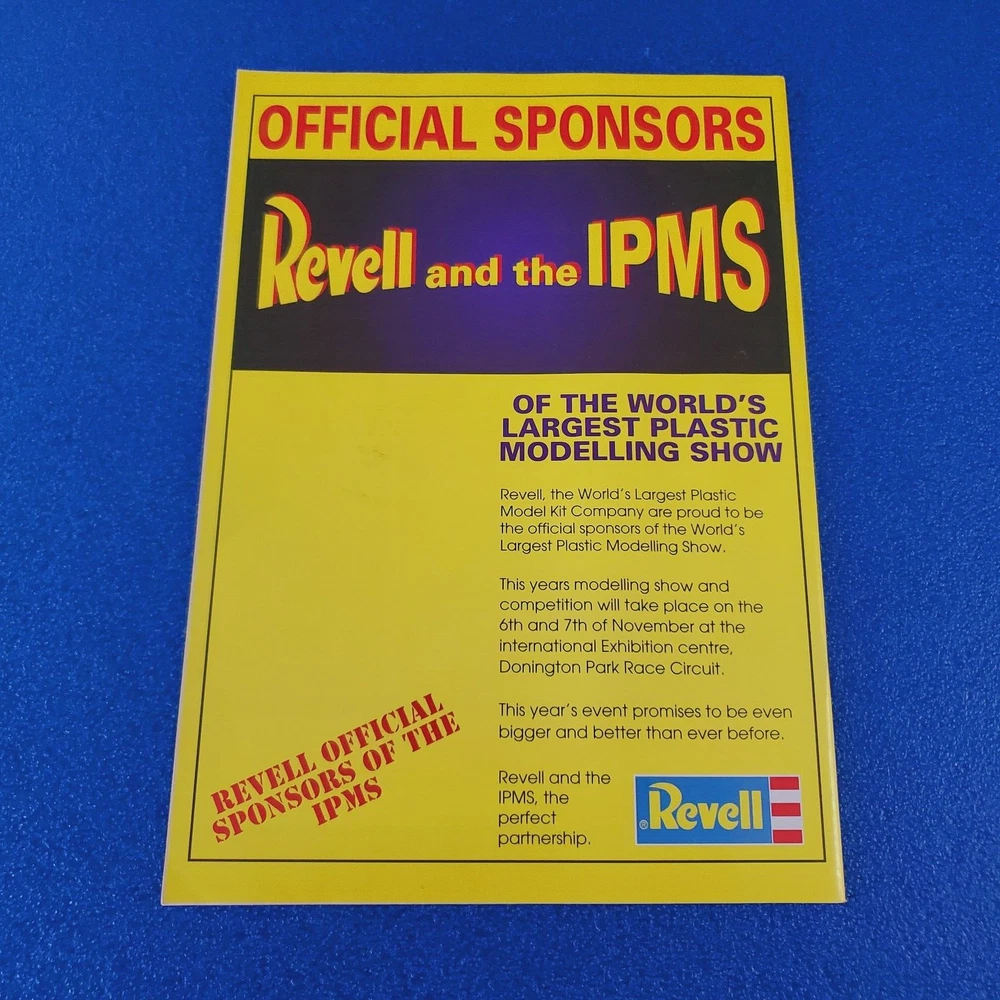 OFFICIAL SPONSORS
Revell and the IPMS
OF THE WORLD'S
LARGEST PLASTIC
MODELLING SHOW
Revell, the World's Largest Plastic
Model Kit Company are proud to be
the official sponsors of the World's
Largest Plastic Modelling Show.
This years modelling show and
competition will take place on the
6th and 7th of November at the
international Exhibition centre,
Donington Park Race Circuit.
This year's event promises to be even
bigger and better than ever before.
REVELL OFFICIAL
SPONSORS OF THE
IPMS
Revell and the
IPMS, the
perfect
partnership.
®Revell